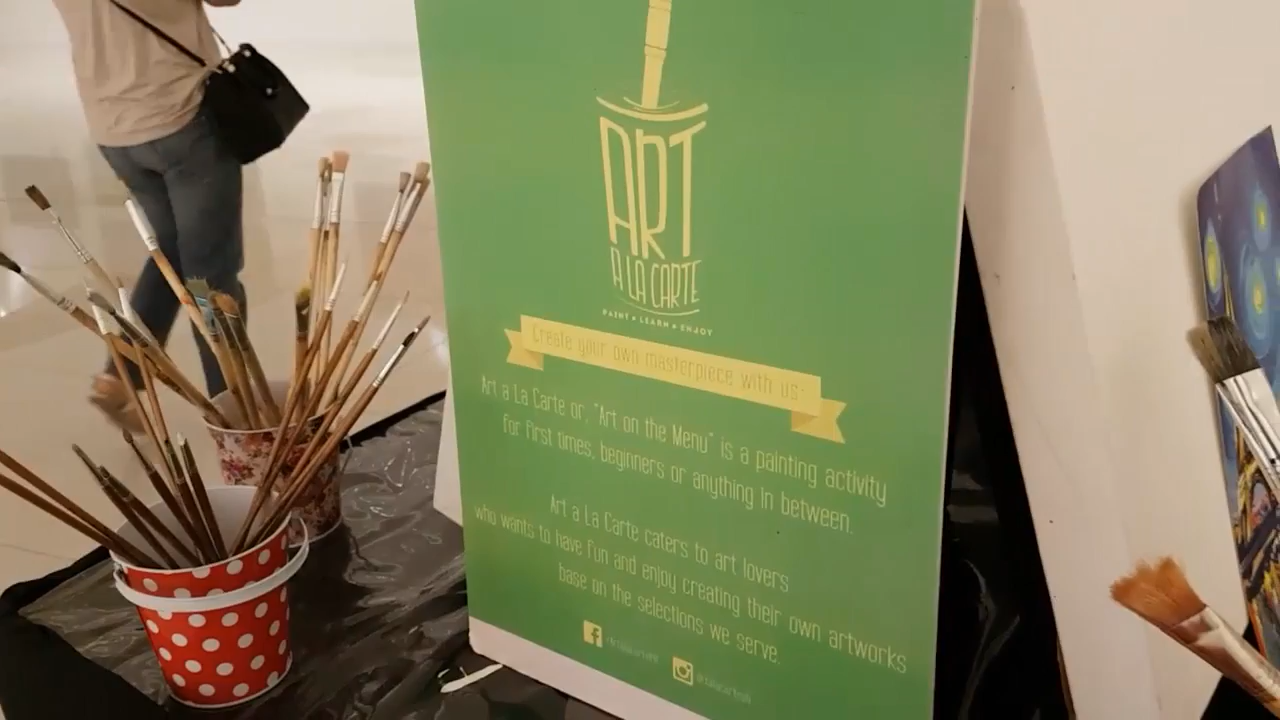 ART
A LA CARTE
PAINT • LEARN • ENJOY
Create your own masterpiece with us:
Art a La Carte or, "Art on the Menu" is a painting activity
for first times, beginners or anything in between.
Art a La Carte caters to art lovers
who wants to have fun and enjoy creating their own artworks
base on the selections we serve.